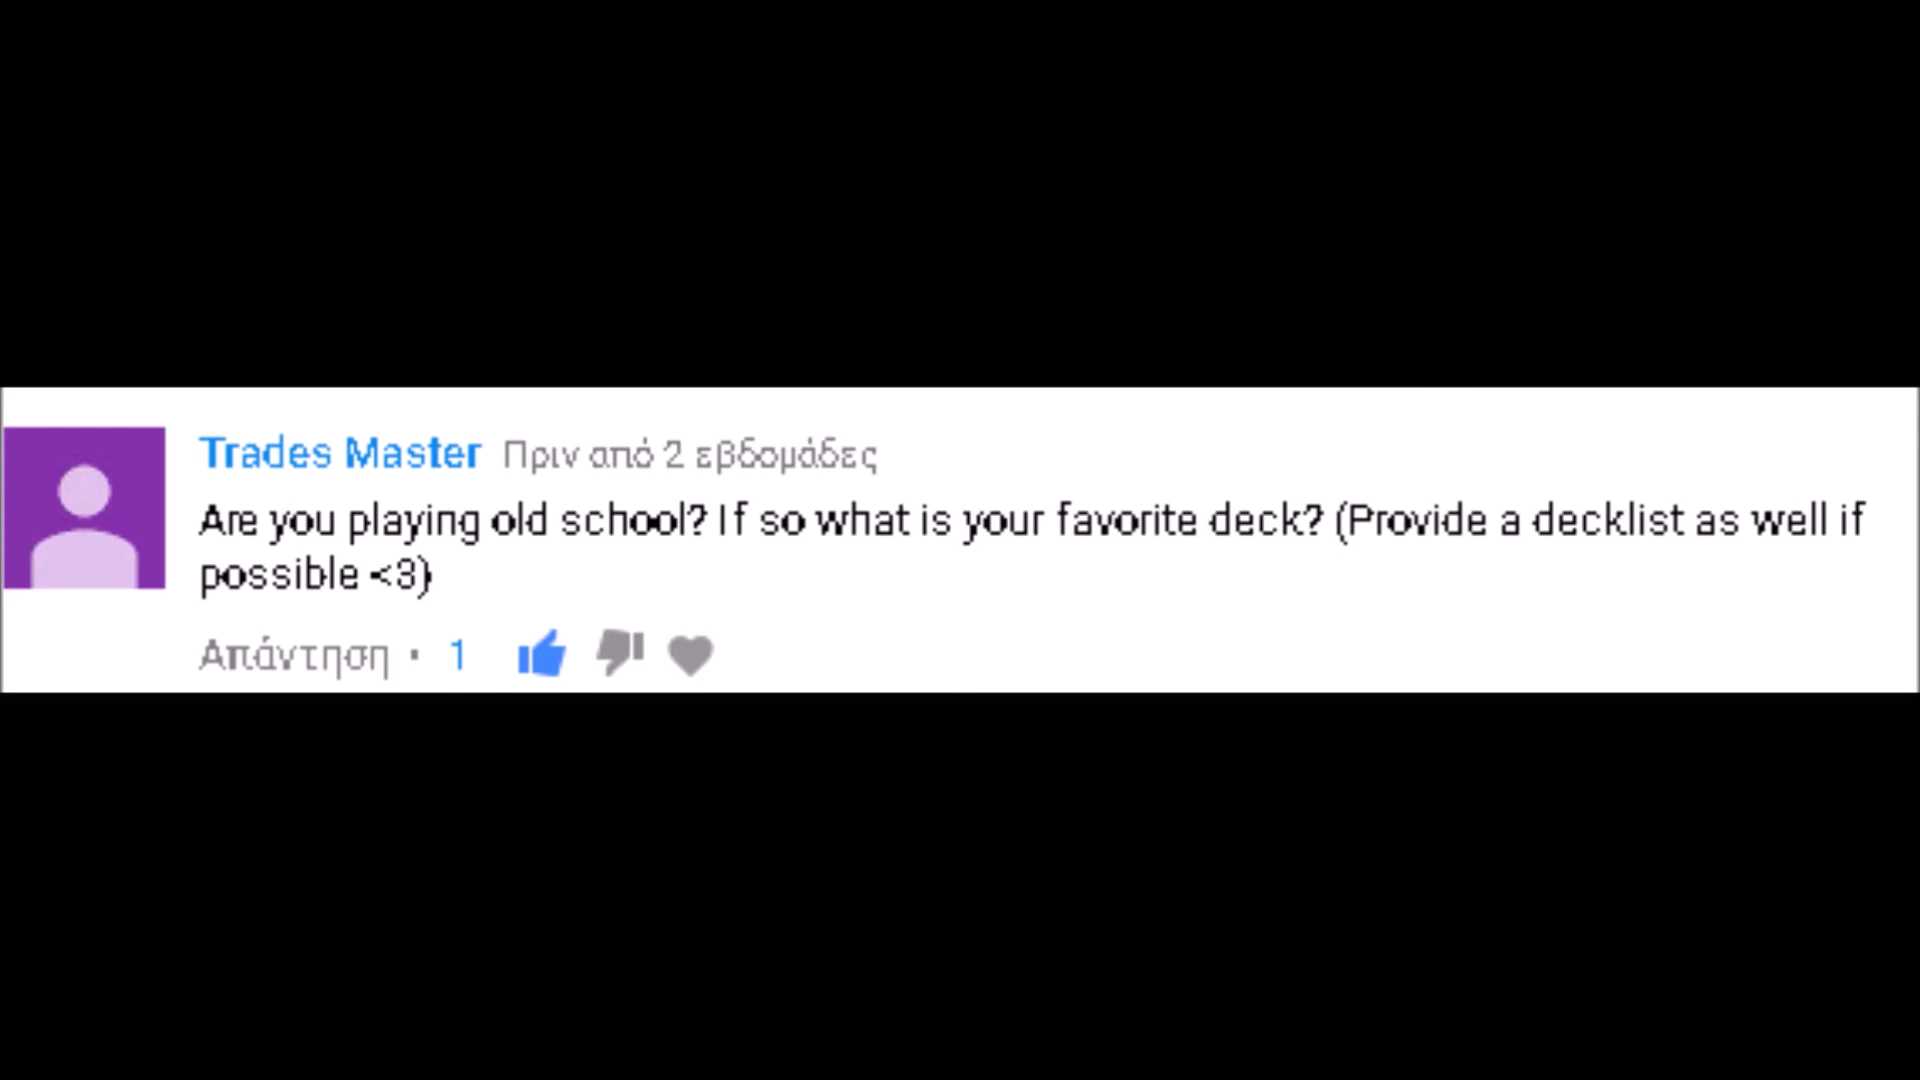 Trades Master Πριν από 2 εβδομάδες
Are you playing old school? If so what is your favorite deck? (Provide a decklist as well if
possible <3)
Απάντηση • 1